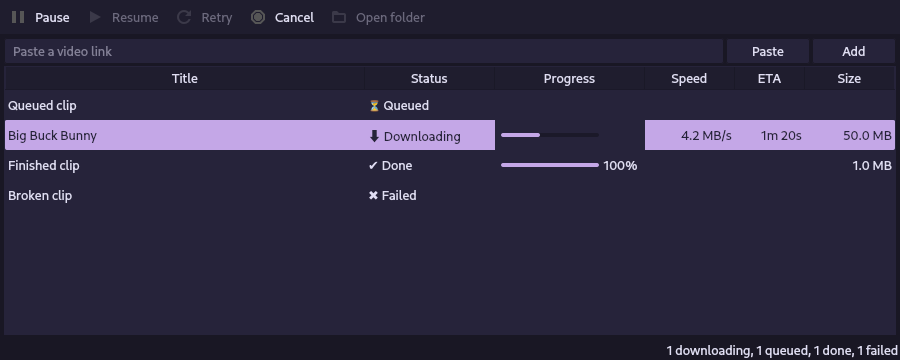 Pause Resume Retry Cancel Open folder
Paste a video link Paste Add
Title Status Progress Speed ETA Size
Queued clip ⏳ Queued
Big Buck Bunny ⬇ Downloading 4.2 MB/s 1m 20s 50.0 MB
Finished clip ✔ Done 100% 1.0 MB
Broken clip ✖ Failed
1 downloading, 1 queued, 1 done, 1 failed